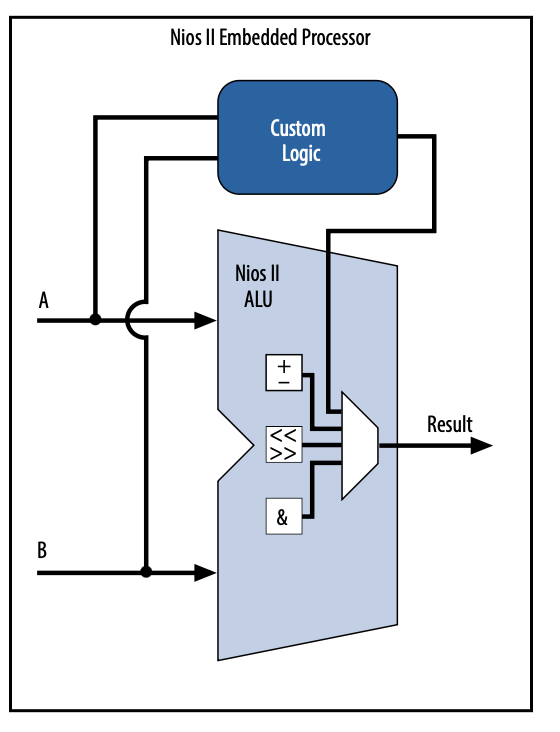 Nios II Embedded Processor
Custom
Logic
Nios II
ALU
A
+
−
Result
<<
>>
&
B